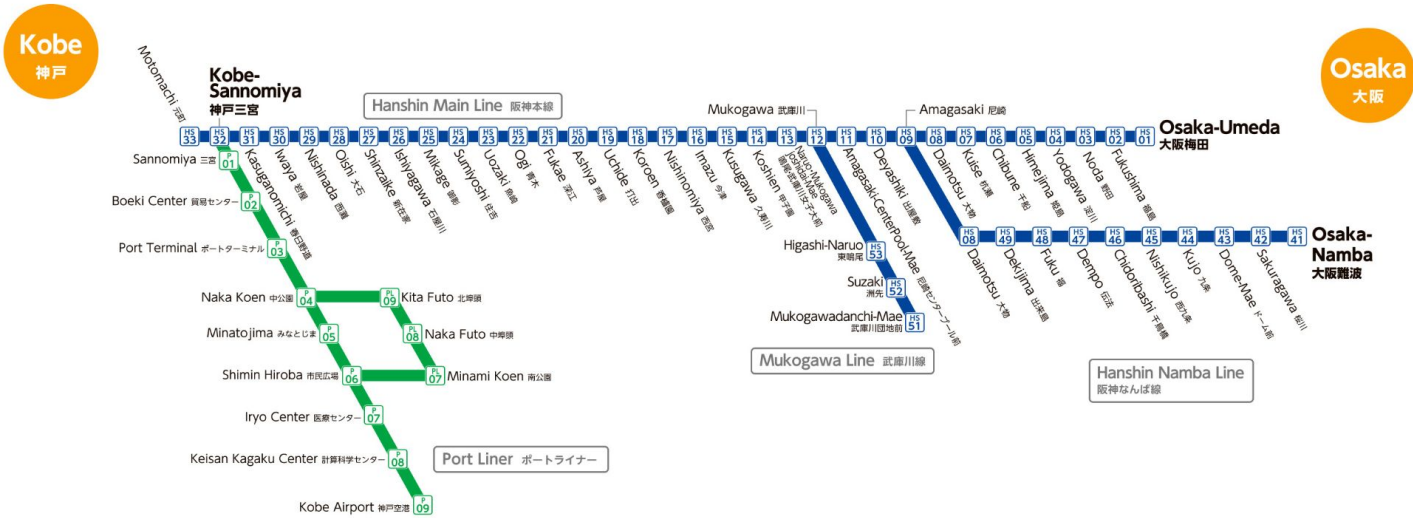 Kobe
神戸
Osaka
大阪
Hanshin Main Line 阪神本線
Motomachi 元町
HS 33
Kobe-
Sannomiya
神戸三宮
HS 32
Kasuganomichi 春日野道
HS 31
Iwaya 岩屋
HS 30
Nishinada 西灘
HS 29
Oishi 大石
HS 28
Shinzaike 新在家
HS 27
Ishiyagawa 石屋川
HS 26
Mikage 御影
HS 25
Sumiyoshi 住吉
HS 24
Uozaki 魚崎
HS 23
Ogi 青木
HS 22
Fukae 深江
HS 21
Ashiya 芦屋
HS 20
Uchide 打出
HS 19
Koroen 香櫨園
HS 18
Nishinomiya 西宮
HS 17
Imazu 今津
HS 16
Kusugawa 久寿川
HS 15
Koshien 甲子園
HS 14
Naruo-Mukogawa
Joshidai-Mae
鳴尾・武庫川女子大前
HS 13
Mukogawa 武庫川
HS 12
Amagasaki-CenterPool-Mae 尼崎センタープール前
HS 11
Deyashiki 出屋敷
HS 10
Amagasaki 尼崎
HS 09
Daimotsu 大物
HS 08
Kuise 杭瀬
HS 07
Chibune 千船
HS 06
Himejima 姫島
HS 05
Yodogawa 淀川
HS 04
Noda 野田
HS 03
Fukushima 福島
HS 02
Osaka-Umeda
大阪梅田
HS 01
Daimotsu 大物
HS 08
Dekijima 出来島
HS 49
Fuku 福
HS 48
Dempo 伝法
HS 47
Chidoribashi 千鳥橋
HS 46
Nishikujo 西九条
HS 45
Kujo 九条
HS 44
Dome-Mae ドーム前
HS 43
Sakuragawa 桜川
HS 42
Osaka-
Namba
大阪難波
HS 41
Hanshin Namba Line
阪神なんば線
Higashi-Naruo
東鳴尾
HS 53
Suzaki
洲先
HS 52
Mukogawadanchi-Mae
武庫川団地前
HS 51
Mukogawa Line 武庫川線
Sannomiya 三宮
P 01
Boeki Center 貿易センター
P 02
Port Terminal ポートターミナル
P 03
Naka Koen 中公園
P 04
PL 09
Kita Futo 北埠頭
Minatojima みなとじま
P 05
PL 08
Naka Futo 中埠頭
Shimin Hiroba 市民広場
P 06
PL 07
Minami Koen 南公園
Iryo Center 医療センター
P 07
Keisan Kagaku Center 計算科学センター
P 08
Kobe Airport 神戸空港
P 09
Port Liner ポートライナー